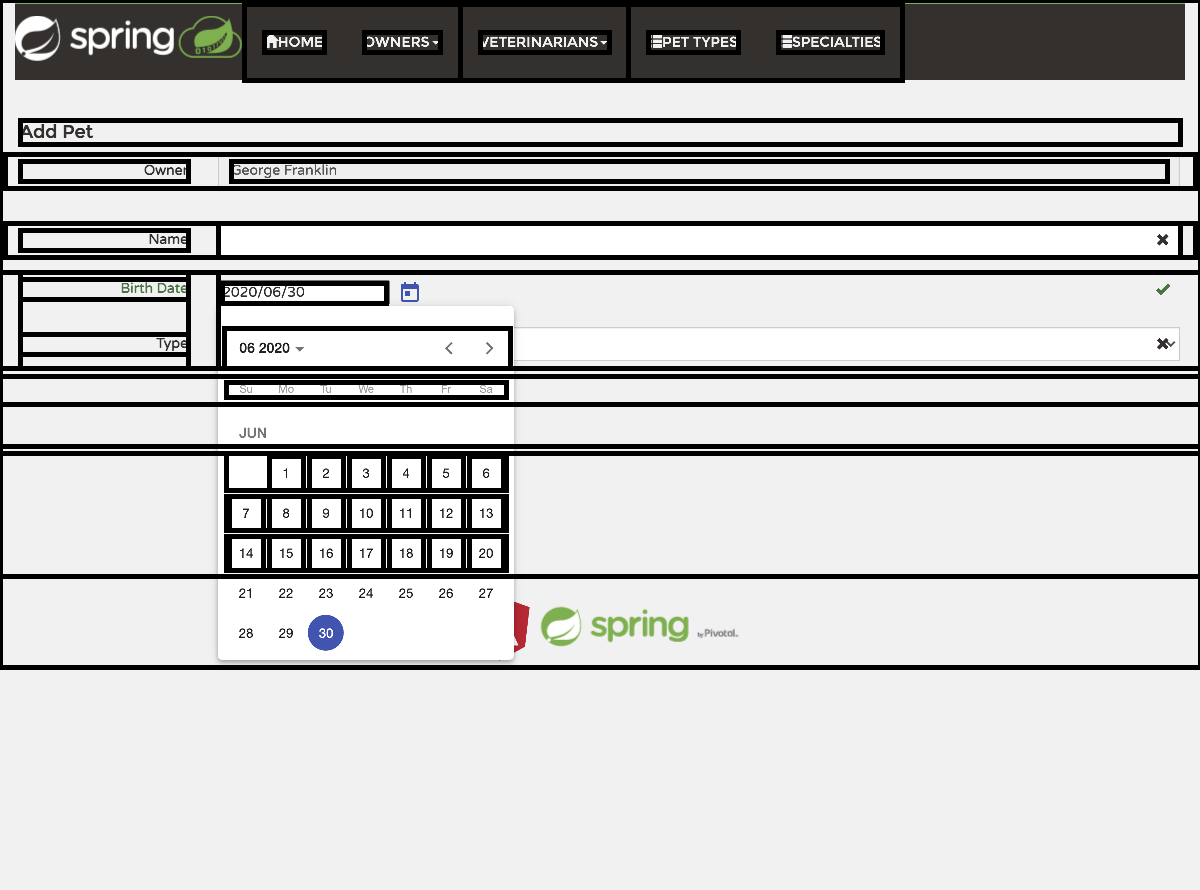 spring HOME OWNERS VETERINARIANS PET TYPES SPECIALTIES
Add Pet
Owner George Franklin
Name
Birth Date 2020/06/30
Type
06 2020
Su Mo Tu We Th Fr Sa
JUN
1 2 3 4 5 6
7 8 9 10 11 12 13
14 15 16 17 18 19 20
21 22 23 24 25 26 27
28 29 30
spring by Pivotal.